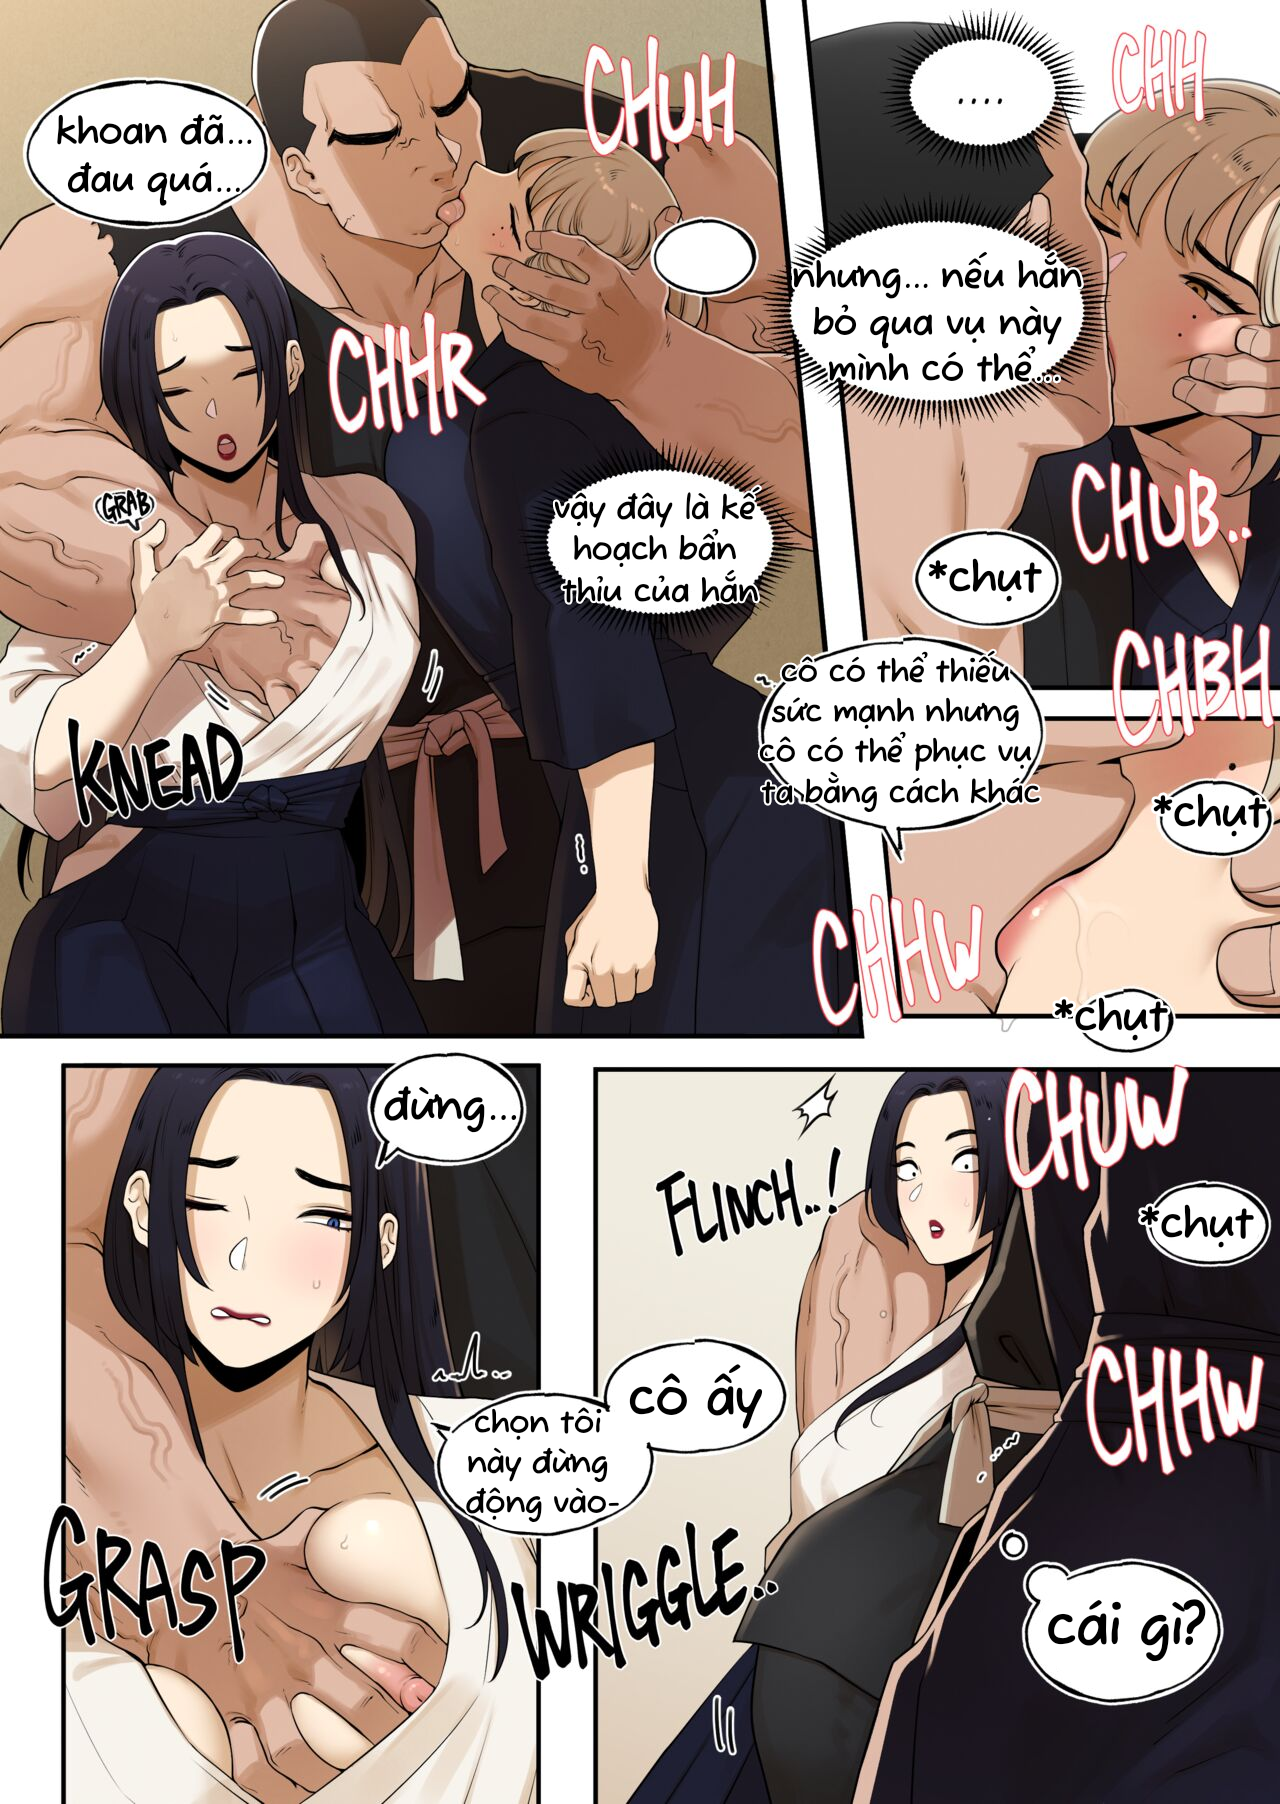 khoan đã...
đau quá...
CHUH
CHHR
GRAB
KNEAD
vậy đây là kế
hoạch bẩn
thỉu của hắn
....
CHH
nhưng... nếu hắn
bỏ qua vụ này
mình có thể...
CHUB..
*chụt
CHBH
cô có thể thiếu
sức mạnh nhưng
cô có thể phục vụ
ta bằng cách khác
*chụt
CHHW
*chụt
đừng...
chọn tôi
này đừng
động vào-
GRASP
FLINCH..!
CHUW
*chụt
CHHW
cô ấy
WRIGGLE..
cái gì?